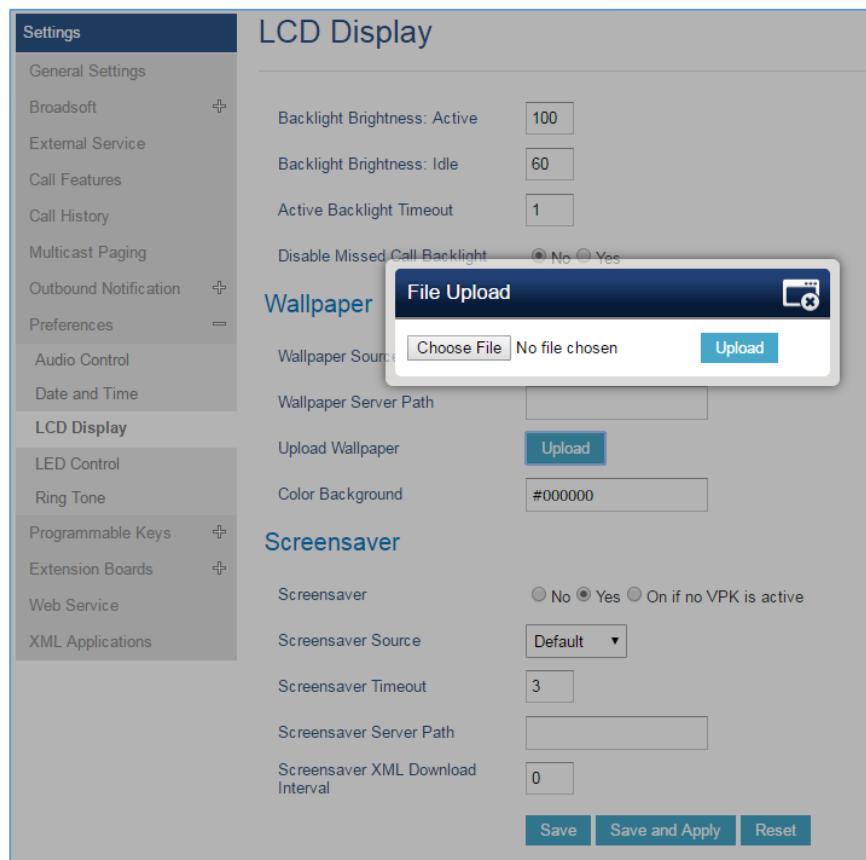 Settings
General Settings
Broadsoft
External Service
Call Features
Call History
Multicast Paging
Outbound Notification
Preferences
Audio Control
Date and Time
LCD Display
LED Control
Ring Tone
Programmable Keys
Extension Boards
Web Service
XML Applications
LCD Display
Backlight Brightness: Active 100
Backlight Brightness: Idle 60
Active Backlight Timeout 1
Disable Missed Call Backlight No Yes
Wallpaper
File Upload
Choose File No file chosen Upload
Wallpaper
Wallpaper Server Path
Upload Wallpaper Upload
Color Background #000000
Screensaver
Screensaver No Yes On if no VPK is active
Screensaver Source Default
Screensaver Timeout 3
Screensaver Server Path
Screensaver XML Download
Interval 0
Save Save and Apply Reset